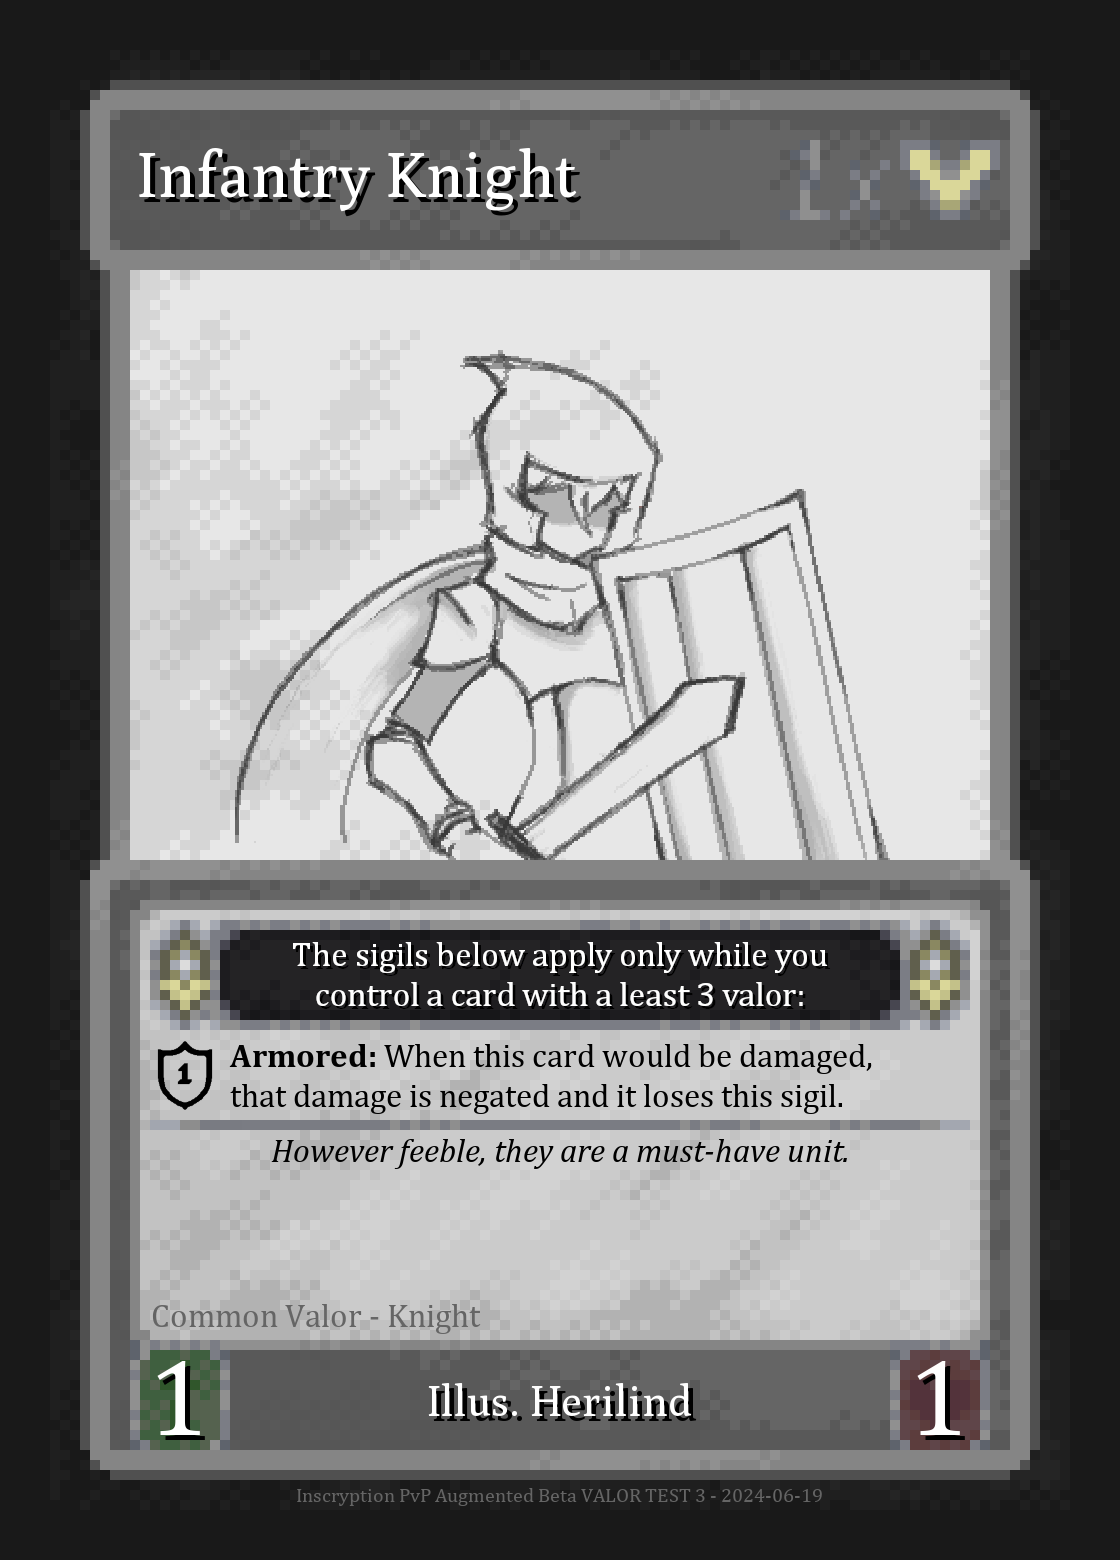 Infantry Knight 1x
The sigils below apply only while you
control a card with a least 3 valor:
1
Armored: When this card would be damaged,
that damage is negated and it loses this sigil.
However feeble, they are a must-have unit.
Common Valor - Knight
1 Illus. Herilind 1
Inscryption PvP Augmented Beta VALOR TEST 3 - 2024-06-19